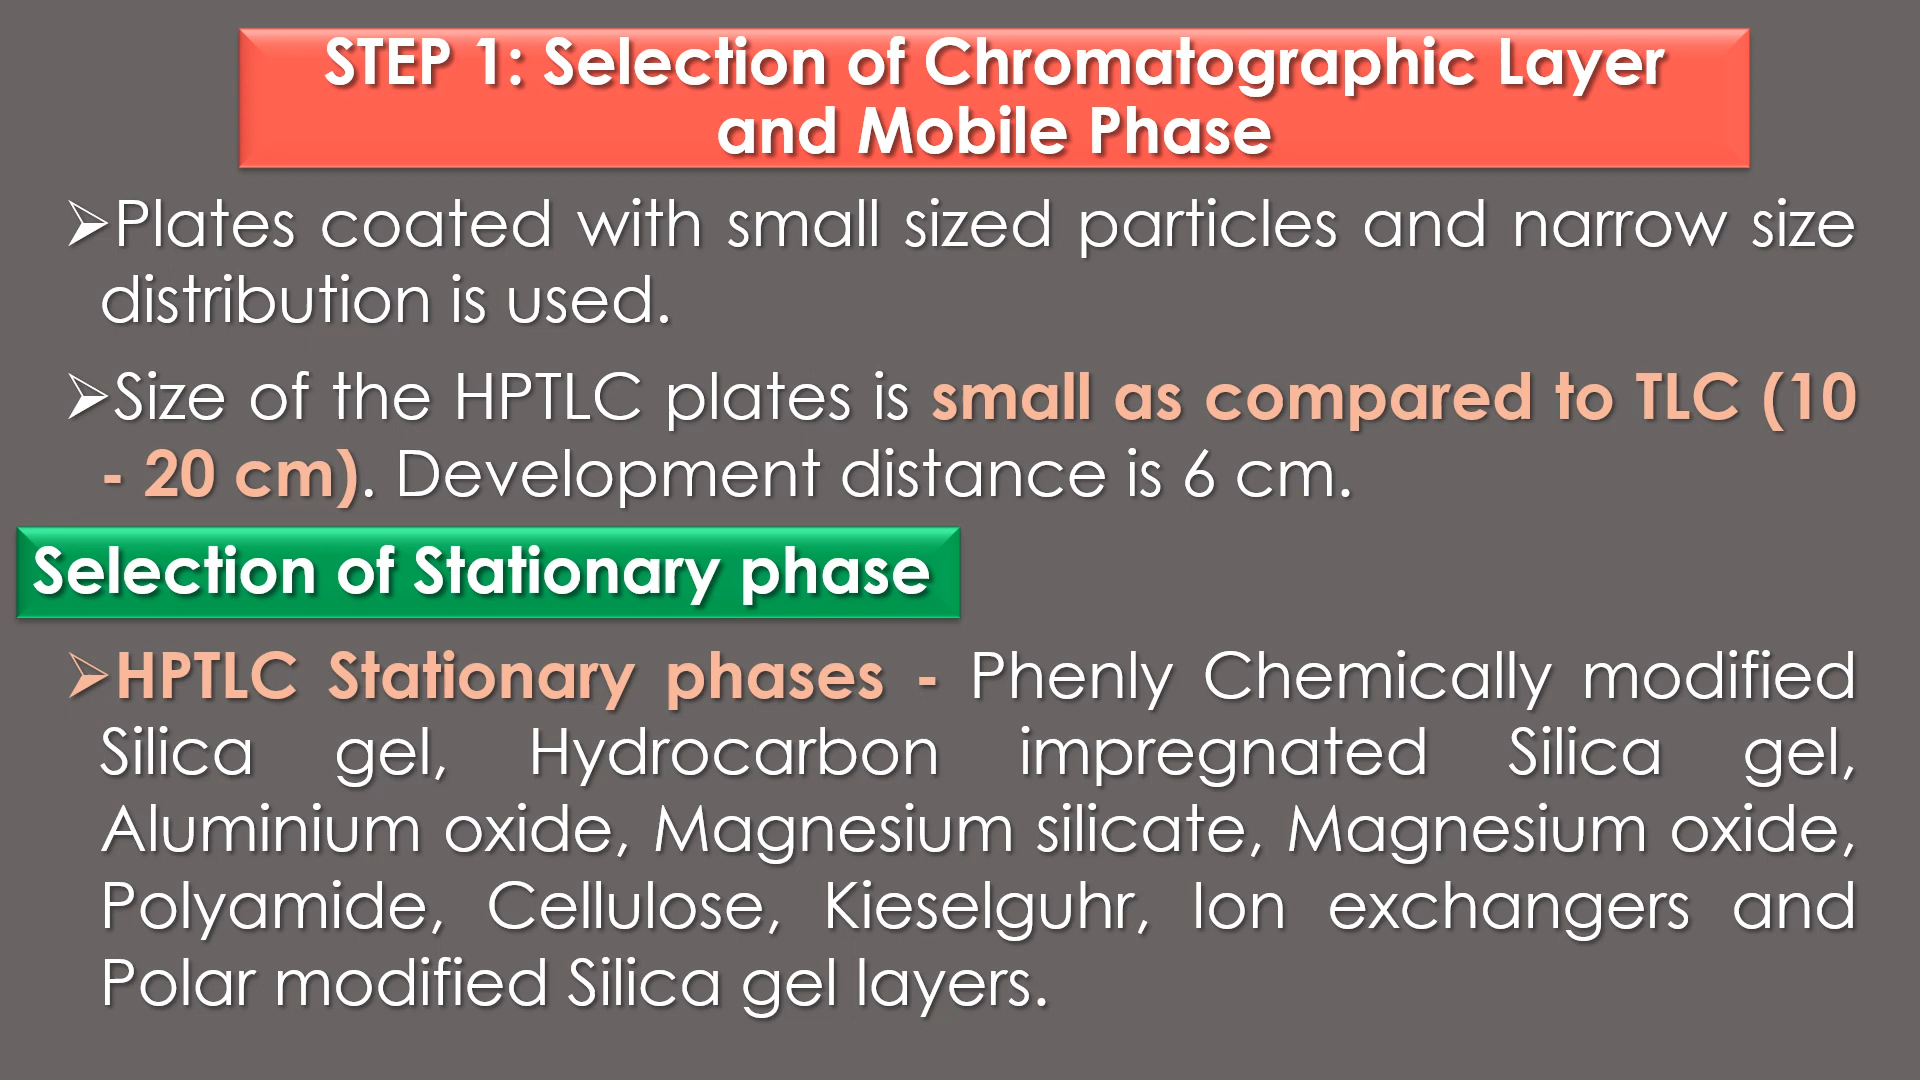 STEP 1: Selection of Chromatographic Layer
and Mobile Phase
➢Plates coated with small sized particles and narrow size
distribution is used.
➢Size of the HPTLC plates is small as compared to TLC (10
- 20 cm). Development distance is 6 cm.
Selection of Stationary phase
➢HPTLC Stationary phases - Phenly Chemically modified
Silica gel, Hydrocarbon impregnated Silica gel,
Aluminium oxide, Magnesium silicate, Magnesium oxide,
Polyamide, Cellulose, Kieselguhr, Ion exchangers and
Polar modified Silica gel layers.